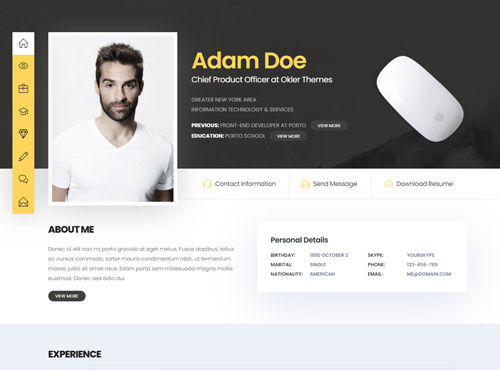 Adam Doe
Chief Product Officer at Okler Themes
GREATER NEW YORK AREA
INFORMATION TECHNOLOGY & SERVICES
PREVIOUS: FRONT-END DEVELOPER AT PORTO VIEW MORE
EDUCATION: PORTO SCHOOL VIEW MORE
Contact Information Send Message Download Resume
ABOUT ME
Donec id elit non mi porta gravida at eget metus. Fusce dapibus, tellus
ac cursus commodo, tortor mauris condimentum nibh, ut fermentum
massa justo sit amet risus. Etiam porta sem malesuada magna mollis
euismod. Donec sed odio dui.
VIEW MORE
Personal Details
BIRTHDAY: 1990 OCTOBER 2 SKYPE: YOURSKYPE
MARITAL: SINGLE PHONE: 123-456-789
NATIONALITY: AMERICAN EMAIL: ME@DOMAIN.COM
EXPERIENCE